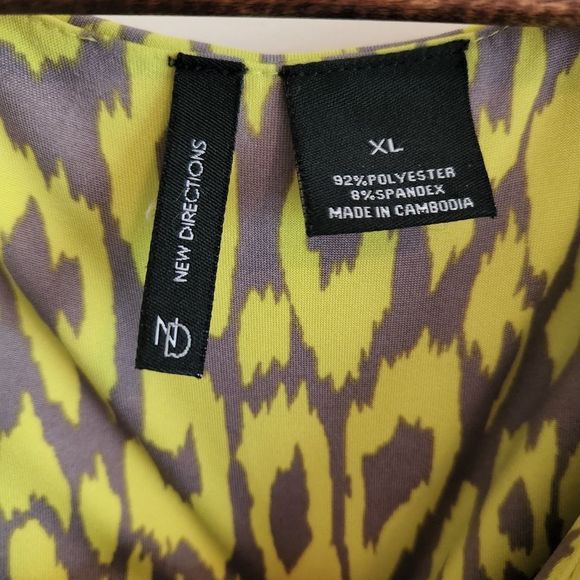 NEW DIRECTIONS
ND
XL
92%POLYESTER
8%SPANDEX
MADE IN CAMBODIA